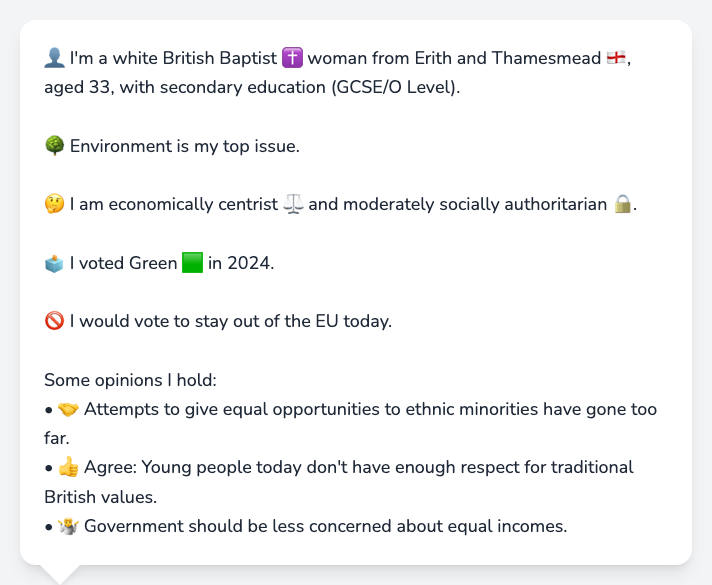 👤 I'm a white British Baptist ✝️ woman from Erith and Thamesmead 🏴󠁧󠁢󠁥󠁮󠁧󠁿,
aged 33, with secondary education (GCSE/O Level).
🌳 Environment is my top issue.
🤔 I am economically centrist ⚖️ and moderately socially authoritarian 🔒.
🗳️ I voted Green 🟩 in 2024.
🚫 I would vote to stay out of the EU today.
Some opinions I hold:
• 🤝 Attempts to give equal opportunities to ethnic minorities have gone too
far.
• 👍 Agree: Young people today don't have enough respect for traditional
British values.
• 🤷 Government should be less concerned about equal incomes.